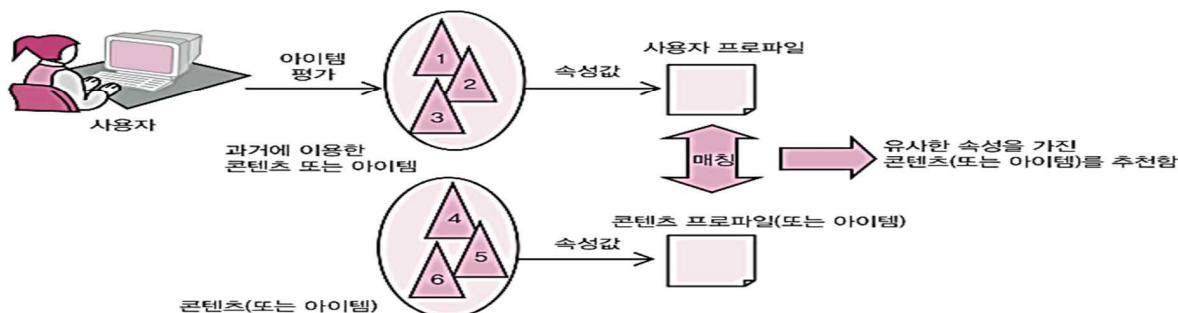 사용자
아이템
평가
1
2
3
과거에 이용한
콘텐츠 또는 아이템
속성값
사용자 프로파일
매칭
유사한 속성을 가진
콘텐츠(또는 아이템)를 추천함
콘텐츠 프로파일(또는 아이템)
4
5
6
속성값
콘텐츠(또는 아이템)